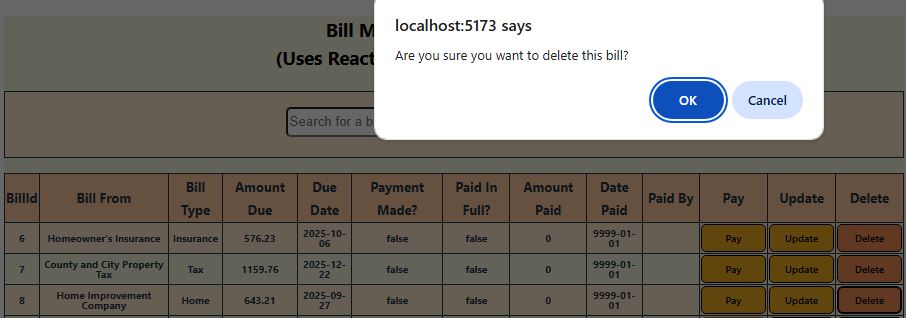 Bill M
(Uses React
localhost:5173 says
Are you sure you want to delete this bill?
OK Cancel
Search for a b
BillId Bill From Bill Type Amount Due Due Date Payment Made? Paid In Full? Amount Paid Date Paid Paid By Pay Update Delete
6 Homeowner's Insurance Insurance 576.23 2025-10-06 false false 0 9999-01-01 Pay Update Delete
7 County and City Property Tax Tax 1159.76 2025-12-22 false false 0 9999-01-01 Pay Update Delete
8 Home Improvement Company Home 643.21 2025-09-27 false false 0 9999-01-01 Pay Update Delete